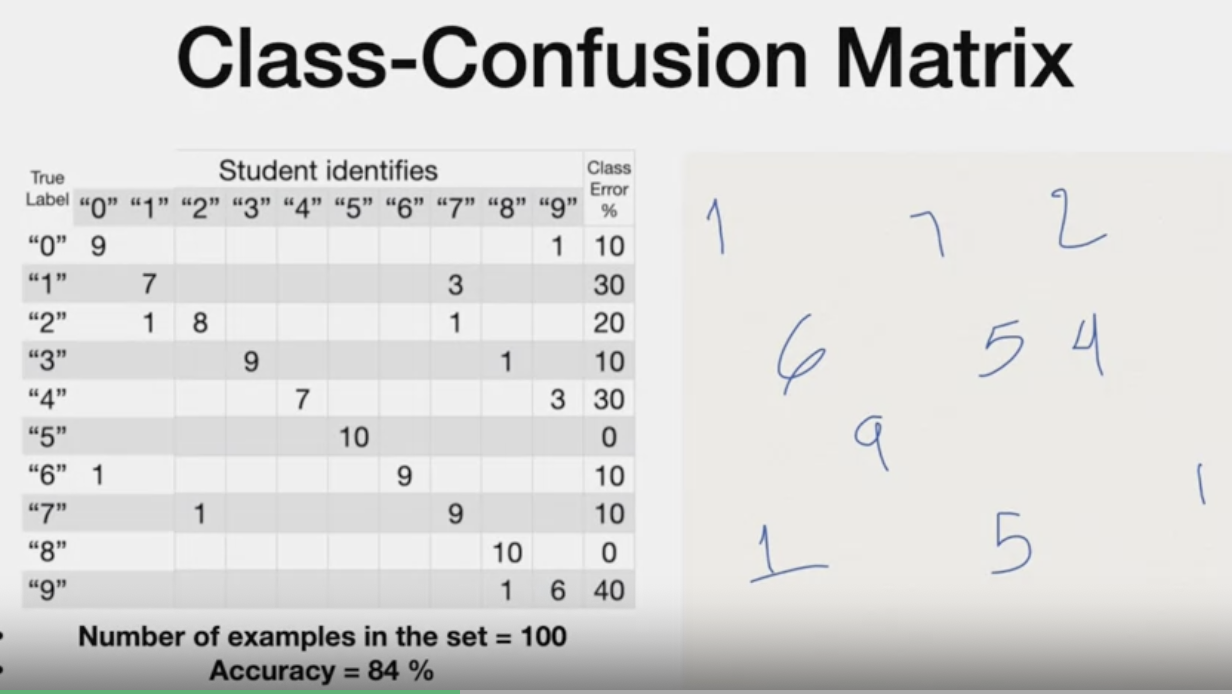 Class-Confusion Matrix
True Label Student identifies Class Error %
“0” “1” “2” “3” “4” “5” “6” “7” “8” “9”
“0” 9 1 10
“1” 7 3 30
“2” 1 8 1 20
“3” 9 1 10
“4” 7 3 30
“5” 10 0
“6” 1 9 10
“7” 1 9 10
“8” 10 0
“9” 1 6 40
• Number of examples in the set = 100
• Accuracy = 84 %
1 7 2
6 5 4
9
1
1 5